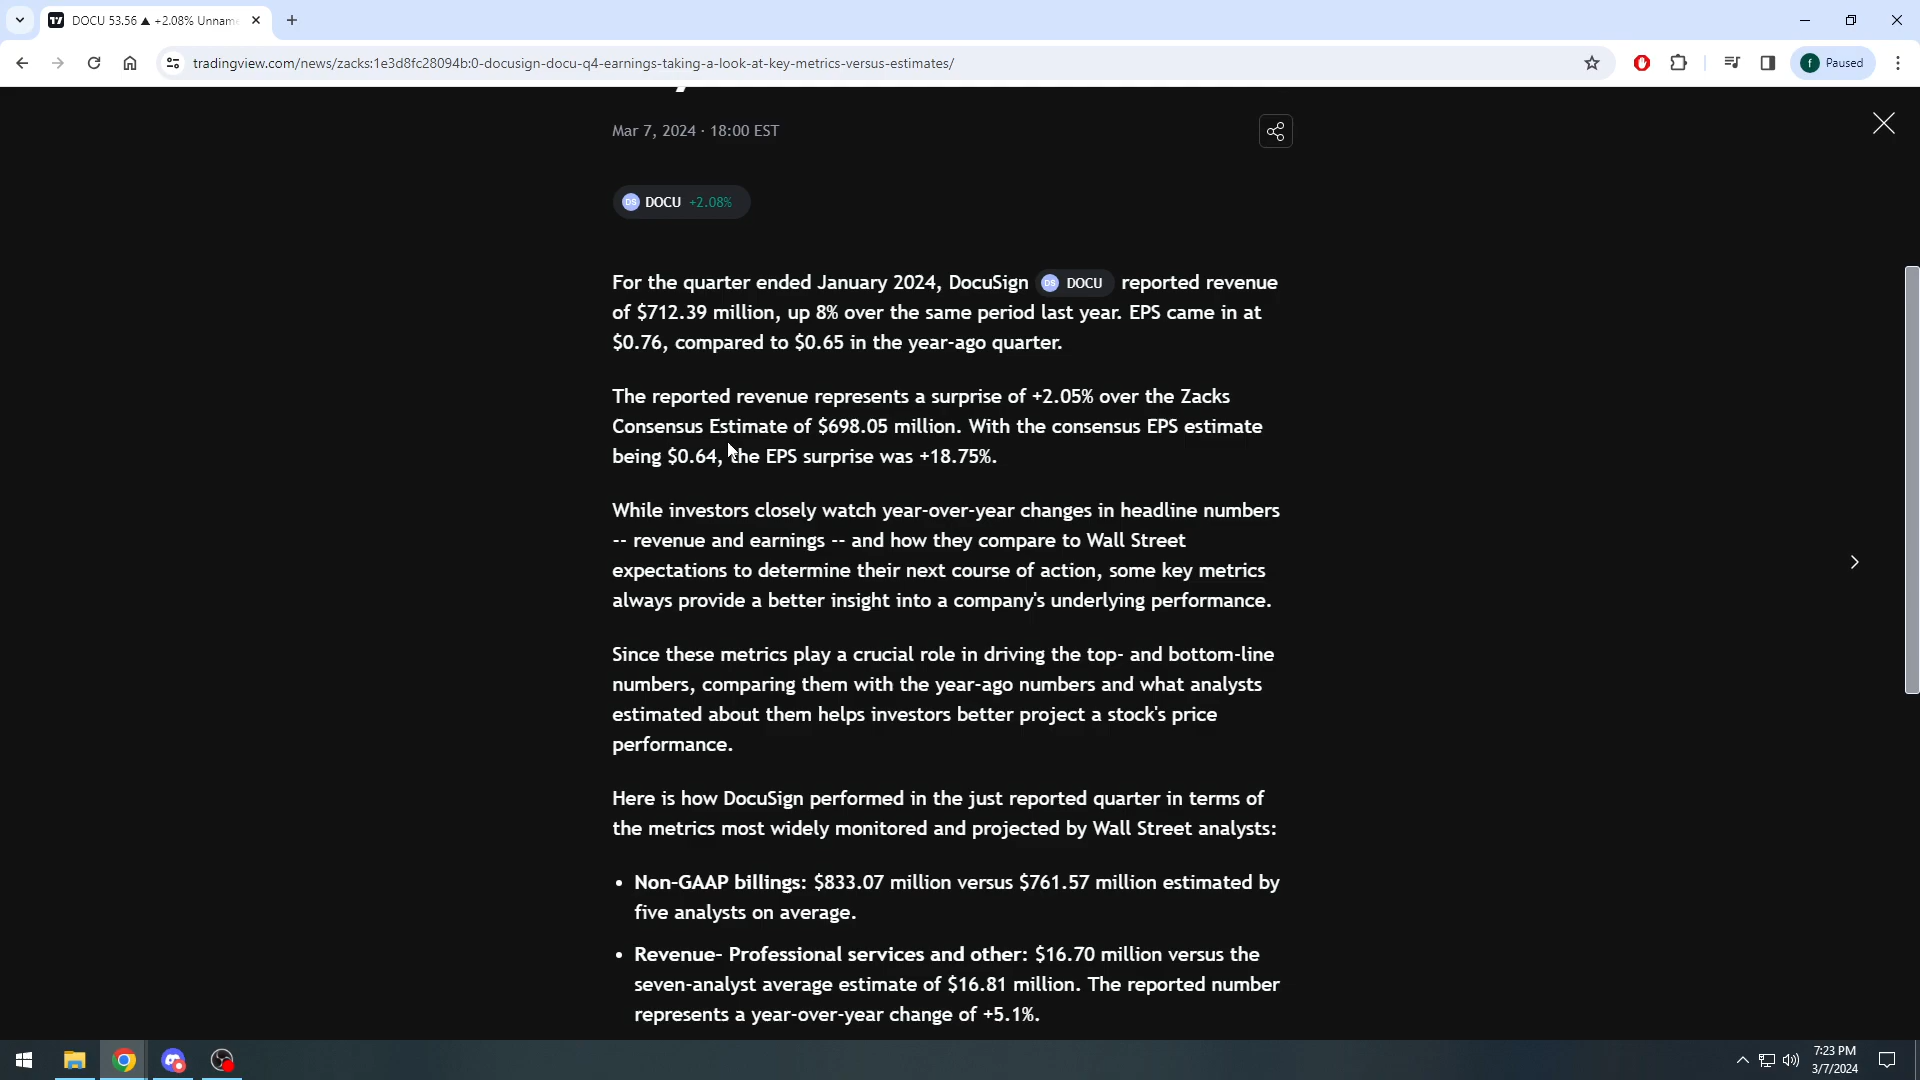 DOCU 53.56 ▲ +2.08% Unname
tradingview.com/news/zacks:1e3d8fc28094b:0-docusign-docu-q4-earnings-taking-a-look-at-key-metrics-versus-estimates/
f Paused
Mar 7, 2024 · 18:00 EST
DS DOCU +2.08%
For the quarter ended January 2024, DocuSign DS DOCU reported revenue
of $712.39 million, up 8% over the same period last year. EPS came in at
$0.76, compared to $0.65 in the year-ago quarter.
The reported revenue represents a surprise of +2.05% over the Zacks
Consensus Estimate of $698.05 million. With the consensus EPS estimate
being $0.64, the EPS surprise was +18.75%.
While investors closely watch year-over-year changes in headline numbers
-- revenue and earnings -- and how they compare to Wall Street
expectations to determine their next course of action, some key metrics
always provide a better insight into a company's underlying performance.
Since these metrics play a crucial role in driving the top- and bottom-line
numbers, comparing them with the year-ago numbers and what analysts
estimated about them helps investors better project a stock's price
performance.
Here is how DocuSign performed in the just reported quarter in terms of
the metrics most widely monitored and projected by Wall Street analysts:
• Non-GAAP billings: $833.07 million versus $761.57 million estimated by
five analysts on average.
• Revenue- Professional services and other: $16.70 million versus the
seven-analyst average estimate of $16.81 million. The reported number
represents a year-over-year change of +5.1%.
7:23 PM
3/7/2024